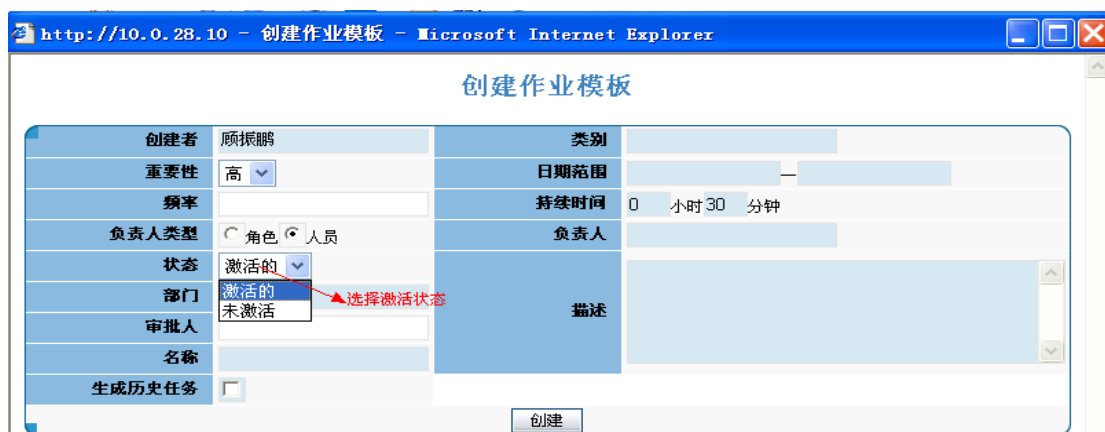 http://10.0.28.10 - 创建作业模板 - Microsoft Internet Explorer
创建作业模板
创建者 顾振鹏 类别
重要性 高 日期范围 —
频率 持续时间 0 小时 30 分钟
负责人类型 角色 人员 负责人
状态 激活的
激活的 选择激活状态
部门 描述
未激活
审批人
名称
生成历史任务
创建